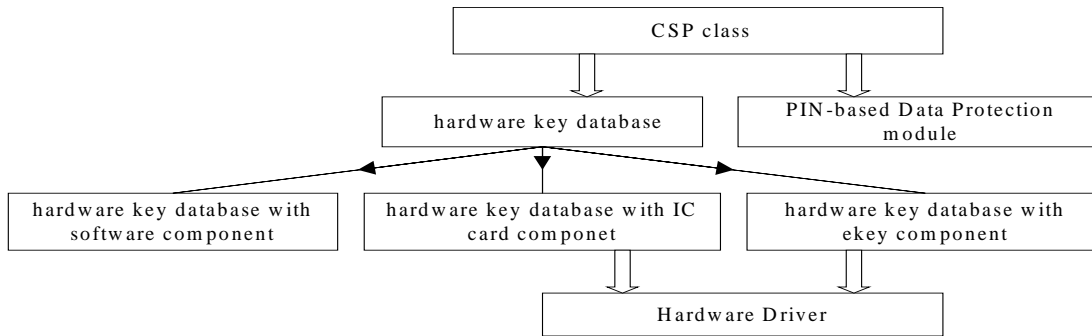 CSP class
hardware key database
PIN-based Data Protection
module
hardware key database with
software component
hardware key database with IC
card componet
hardware key database with
ekey component
Hardware Driver